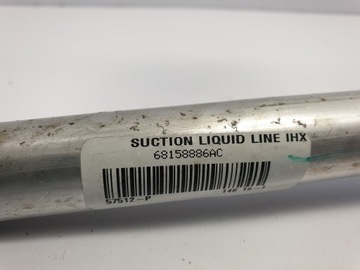 SUCTION LIQUID LINE IHX
68158886AC
57512-P